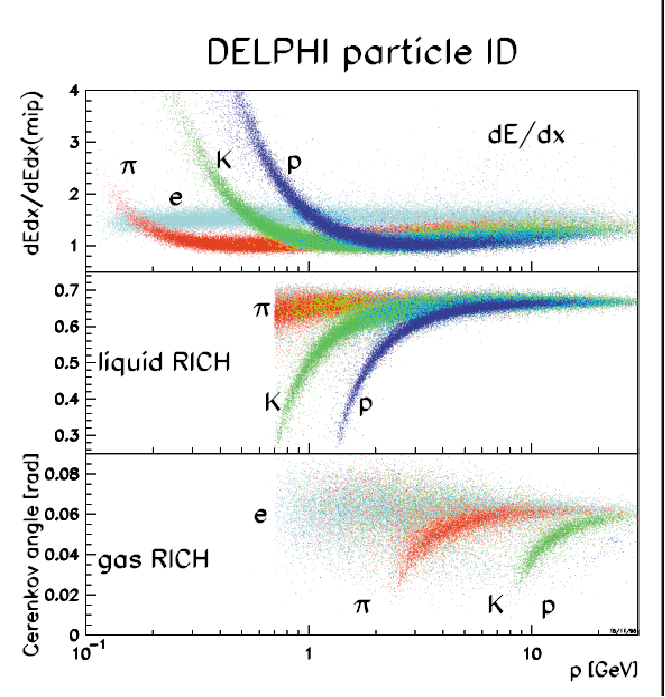 DELPHI particle ID
dEdx/dEdx(mip)
4
3
2
1
π
e
K
p
dE/dx
0.7
0.6
0.5
0.4
0.3
π
liquid RICH
K
p
Cerenkov angle [rad]
0.08
0.06
0.04
0.02
0
e
gas RICH
π
K
p
10⁻¹
1
10
p [GeV]